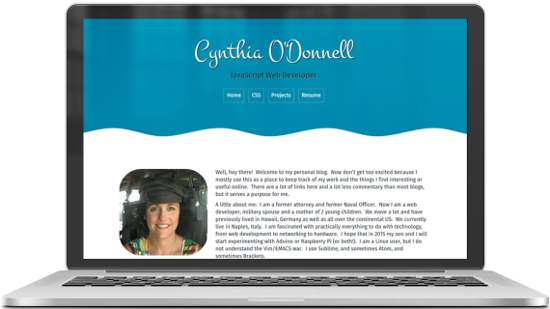 Cynthia O'Donnell
JavaScript Web Developer
Home CSS Projects Resume
Well, hey there! Welcome to my personal blog. Now don't get too excited because I
mostly use this as a place to keep track of my work and the things I find interesting or
useful online. There are a lot of links here and a lot less commentary than most blogs,
but it serves a purpose for me.
A little about me: I am a former attorney and former Naval Officer. Now I am a web
developer, military spouse and a mother of 2 young children. We move a lot and have
previously lived in Hawaii, Germany as well as all over the continental US. We currently
live in Naples, Italy. I am fascinated with practically everything to do with technology,
from web development to networking to hardware. I hope that in 2015 my son and I will
start experimenting with Aduino or Raspberry Pi (or both!). I am a Linux user, but I do
not understand the Vim/EMACS war. I use Sublime, and sometimes Atom, and
sometimes Brackets.